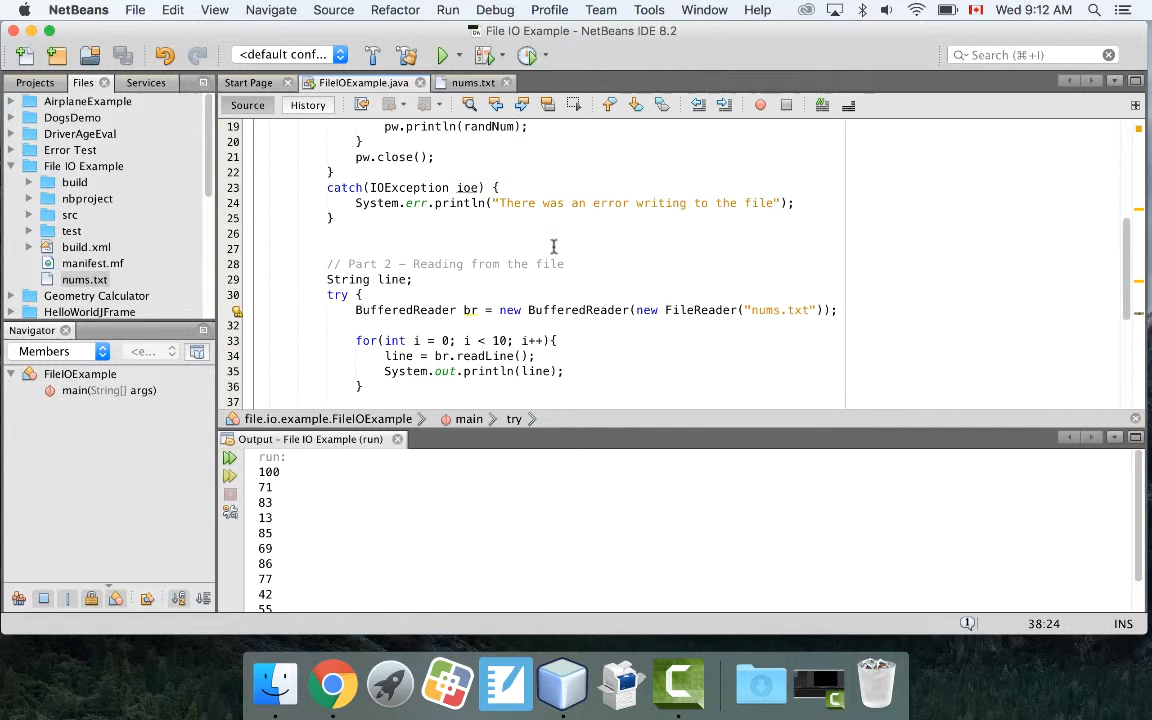 NetBeans File Edit View Navigate Source Refactor Run Debug Profile Team Tools Window Help Wed 9:12 AM
File IO Example - NetBeans IDE 8.2
<default conf... Search (⌘+I)
Projects Files Services Start Page FileIOExample.java nums.txt
Source History
AirplaneExample
DogsDemo
DriverAgeEval
Error Test
File IO Example
build
nbproject
src
test
build.xml
manifest.mf
nums.txt
Geometry Calculator
HelloWorldJFrame
Navigator
Members <e...
FileIOExample
main(String[] args)
19 pw.println(randNum);
20 }
21 pw.close();
22 }
23 catch(IOException ioe) {
24 System.err.println("There was an error writing to the file");
25 }
26
27
28 // Part 2 - Reading from the file
29 String line;
30 try {
BufferedReader br = new BufferedReader(new FileReader("nums.txt"));
32
33 for(int i = 0; i < 10; i++){
34 line = br.readLine();
35 System.out.println(line);
36 }
37
file.io.example.FileIOExample main try
Output - File IO Example (run)
run:
100
71
83
13
85
69
86
77
42
55
1 38:24 INS